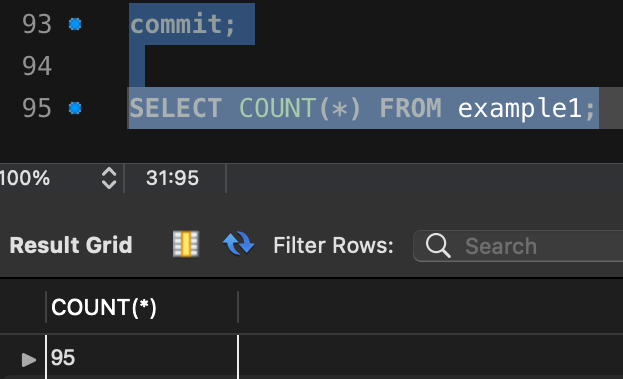 93 commit;
94
95 SELECT COUNT(*) FROM example1;
100% 31:95
Result Grid Filter Rows: Search
COUNT(*)
95